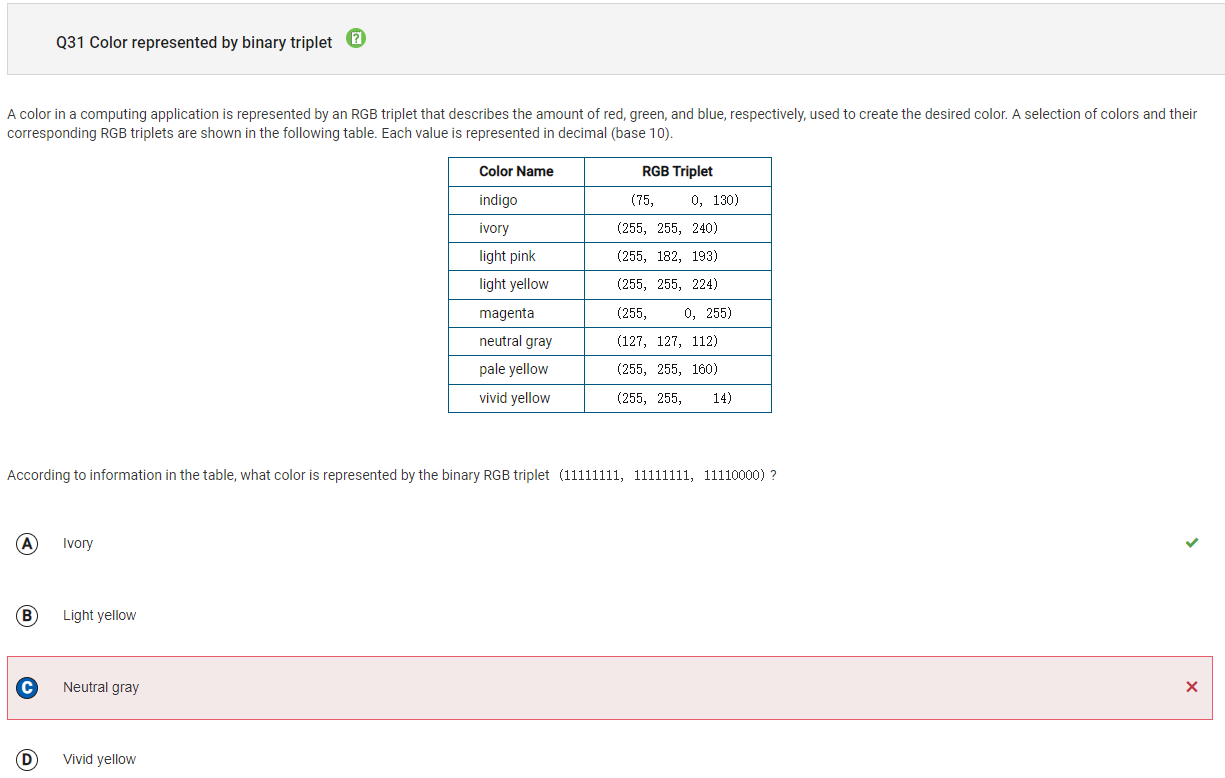 Q31 Color represented by binary triplet ?
A color in a computing application is represented by an RGB triplet that describes the amount of red, green, and blue, respectively, used to create the desired color. A selection of colors and their
corresponding RGB triplets are shown in the following table. Each value is represented in decimal (base 10).
Color Name RGB Triplet
indigo (75, 0, 130)
ivory (255, 255, 240)
light pink (255, 182, 193)
light yellow (255, 255, 224)
magenta (255, 0, 255)
neutral gray (127, 127, 112)
pale yellow (255, 255, 160)
vivid yellow (255, 255, 14)
According to information in the table, what color is represented by the binary RGB triplet (11111111, 11111111, 11110000) ?
A Ivory
B Light yellow
C Neutral gray
D Vivid yellow